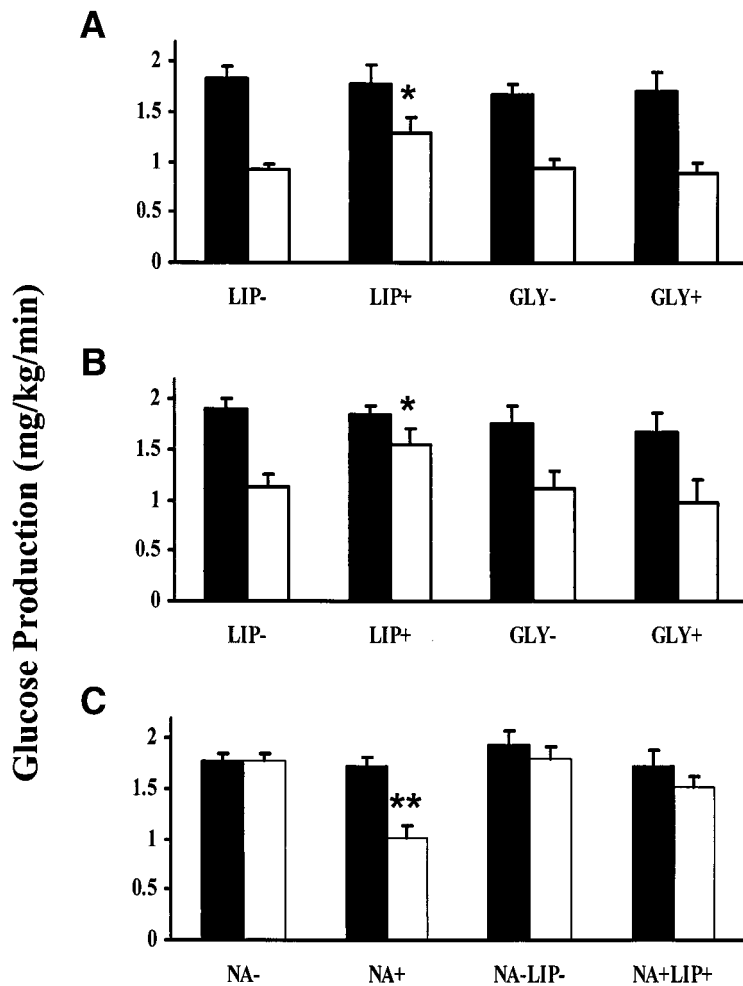 Glucose Production (mg/kg/min)
A
2
1.5
1
0.5
0
*
LIP- LIP+ GLY- GLY+
B
2
1.5
1
0.5
0
*
LIP- LIP+ GLY- GLY+
C
2
1.5
1
0.5
0
**
NA- NA+ NA-LIP- NA+LIP+